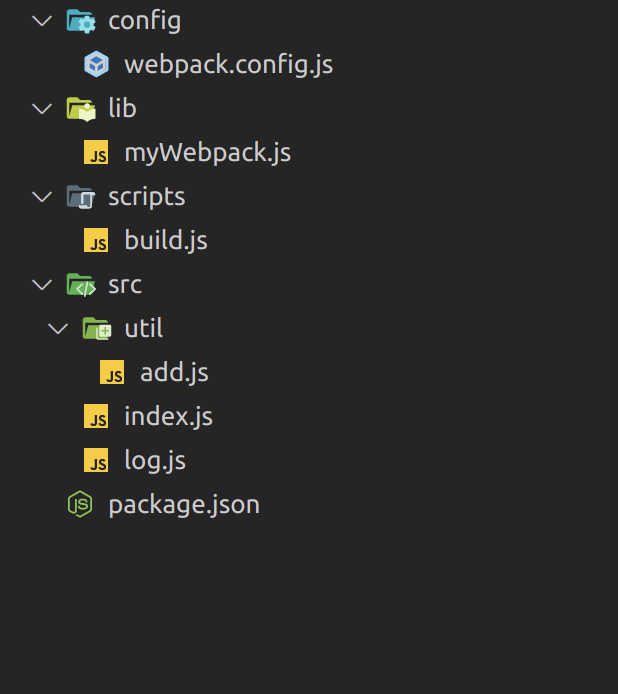 config
webpack.config.js
lib
JS myWebpack.js
scripts
JS build.js
src
util
JS add.js
JS index.js
JS log.js
JS package.json